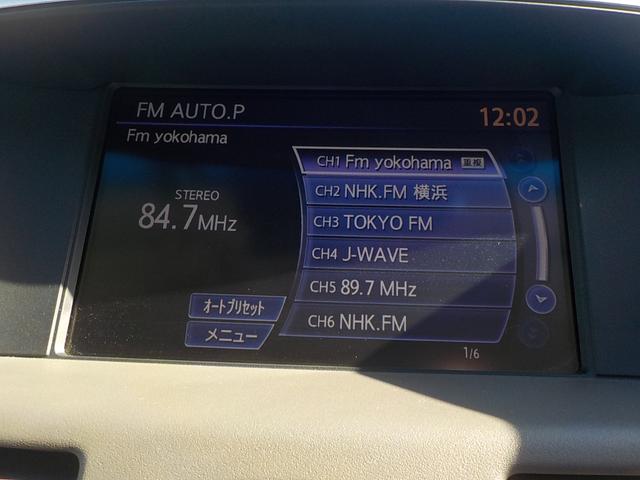 FM AUTO.P
12:02
Fm yokohama
STEREO
84.7MHz
CH1 Fm yokohama 重複
CH2 NHK.FM 横浜
CH3 TOKYO FM
CH4 J-WAVE
CH5 89.7 MHz
CH6 NHK.FM
オートプリセット
メニュー
1/6